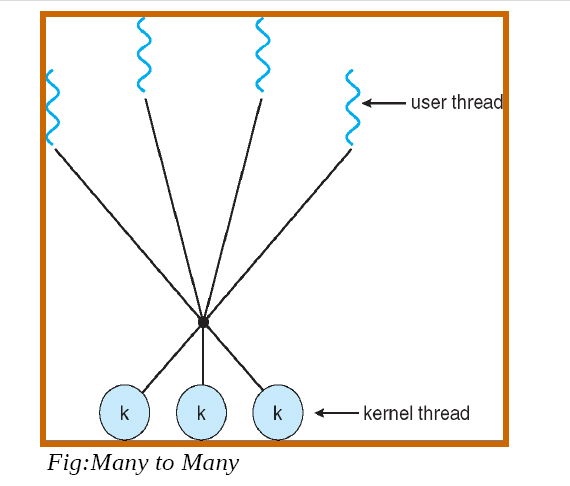 user thread
k k k
kernel thread
Fig:Many to Many